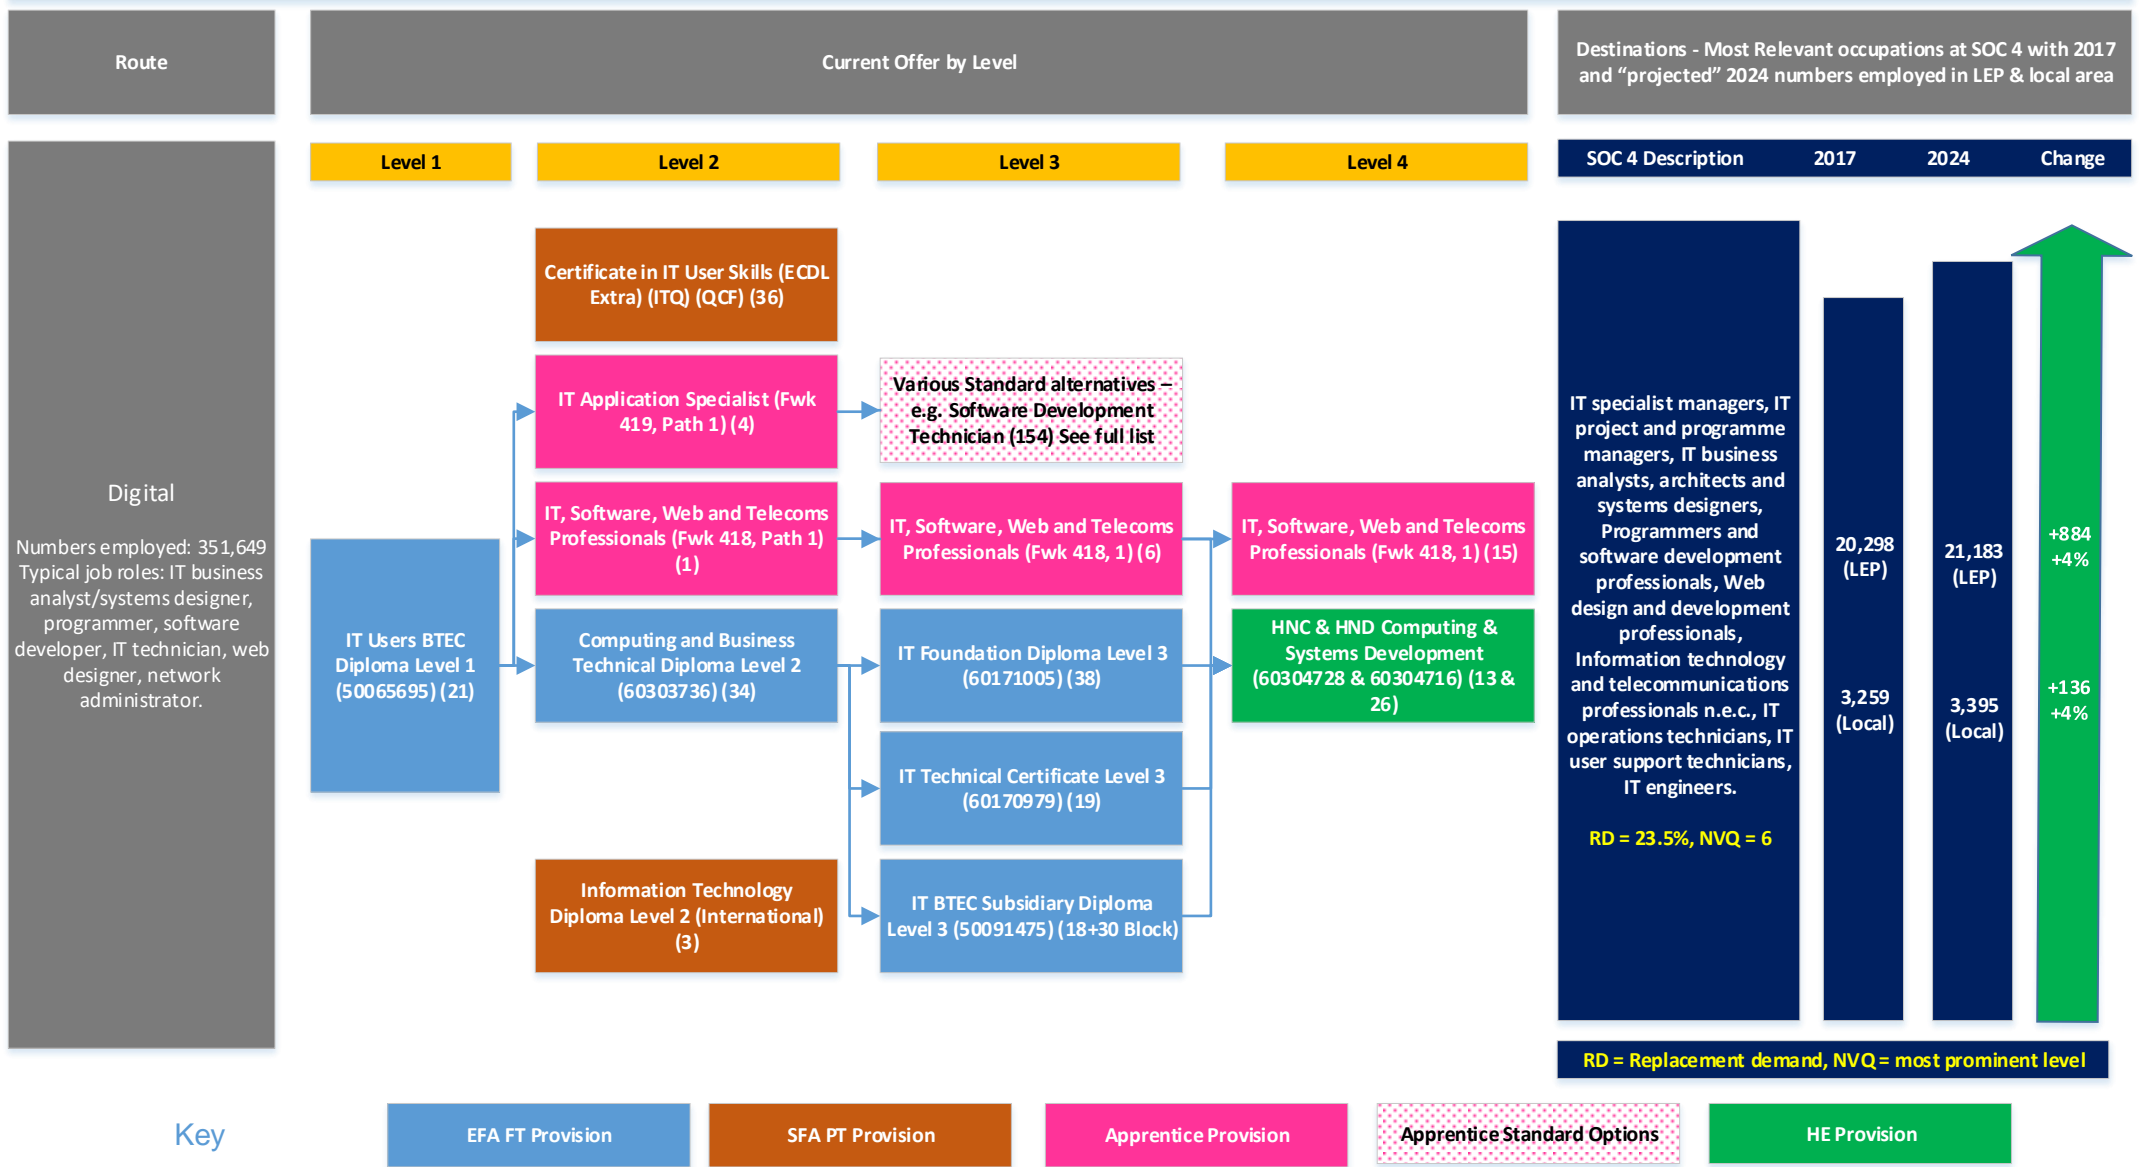 Route
Current Offer by Level
Destinations - Most Relevant occupations at SOC 4 with 2017
and “projected” 2024 numbers employed in LEP & local area
Level 1
Level 2
Level 3
Level 4
SOC 4 Description
2017
2024
Change
Digital
Numbers employed: 351,649
Typical job roles: IT business
analyst/systems designer,
programmer, software
developer, IT technician, web
designer, network
administrator.
IT Users BTEC
Diploma Level 1
(50065695) (21)
Certificate in IT User Skills (ECDL
Extra) (ITQ) (QCF) (36)
IT Application Specialist (Fwk
419, Path 1) (4)
IT, Software, Web and Telecoms
Professionals (Fwk 418, Path 1)
(1)
Computing and Business
Technical Diploma Level 2
(60303736) (34)
Information Technology
Diploma Level 2 (International)
(3)
Various Standard alternatives –
e.g. Software Development
Technician (154) See full list
IT, Software, Web and Telecoms
Professionals (Fwk 418, 1) (6)
IT Foundation Diploma Level 3
(60171005) (38)
IT Technical Certificate Level 3
(60170979) (19)
IT BTEC Subsidiary Diploma
Level 3 (50091475) (18+30 Block)
IT, Software, Web and Telecoms
Professionals (Fwk 418, 1) (15)
HNC & HND Computing &
Systems Development
(60304728 & 60304716) (13 &
26)
IT specialist managers, IT
project and programme
managers, IT business
analysts, architects and
systems designers,
Programmers and
software development
professionals, Web
design and development
professionals,
Information technology
and telecommunications
professionals n.e.c., IT
operations technicians, IT
user support technicians,
IT engineers.
RD = 23.5%, NVQ = 6
20,298
(LEP)
3,259
(Local)
21,183
(LEP)
3,395
(Local)
+884
+4%
+136
+4%
RD = Replacement demand, NVQ = most prominent level
Key
EFA FT Provision
SFA PT Provision
Apprentice Provision
Apprentice Standard Options
HE Provision